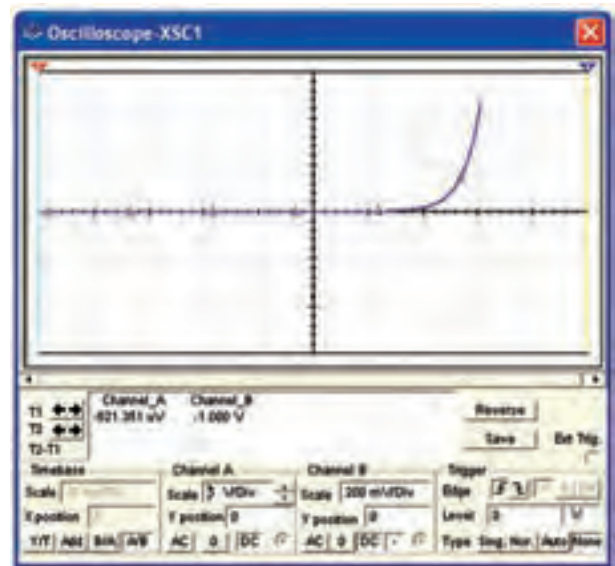 Oscilloscope-XSC1
Channel_A Channel_B
T1 -1.000 V
T2
T2-T1
Reverse
Save
Ext Trig.
Timebase Channel A Channel B Trigger
Scale Scale V/Div Scale 200 mV/Div Edge
X position Y position 0 Y position 0 Level 0 V
Y/T Add B/A A/B AC 0 DC AC 0 DC - Type Sing. Nor. Auto None